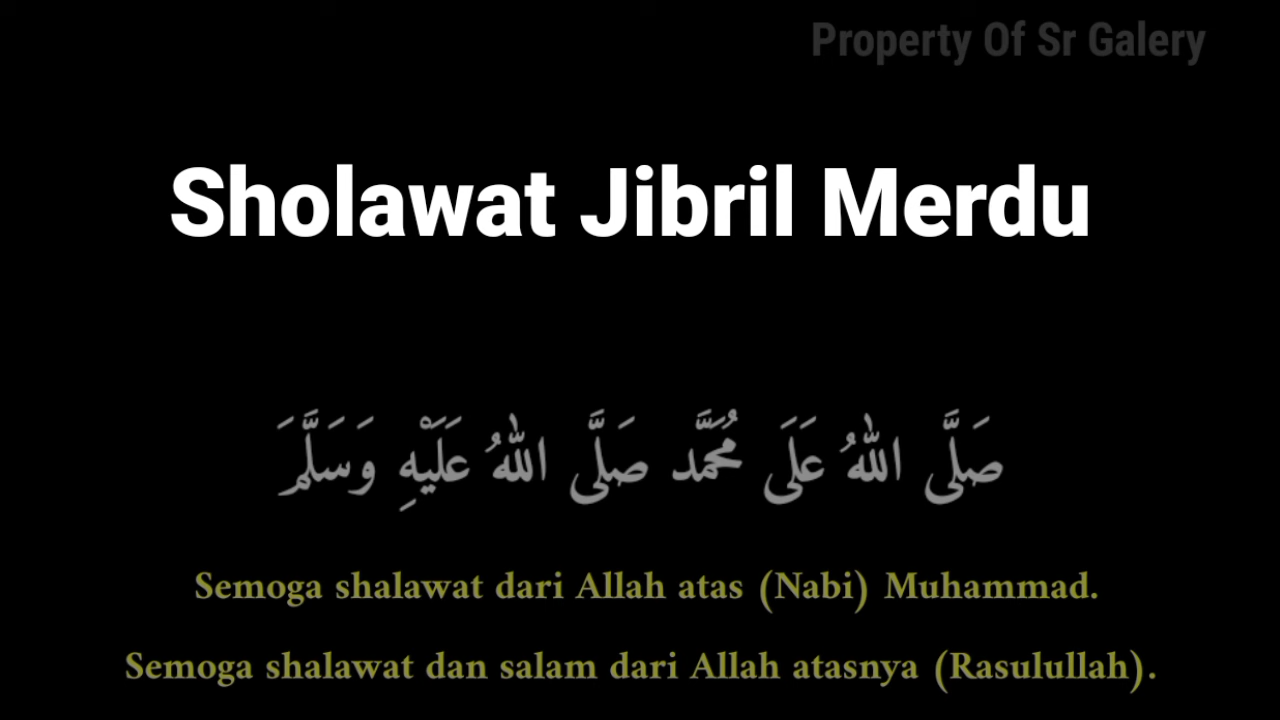 Property Of Sr Galery
Sholawat Jibril Merdu
صَلَّى اللهُ عَلَى مُحَمَّد صَلَّى اللهُ عَلَيْهِ وَسَلَّمَ
Semoga shalawat dari Allah atas (Nabi) Muhammad.
Semoga shalawat dan salam dari Allah atasnya (Rasulullah).